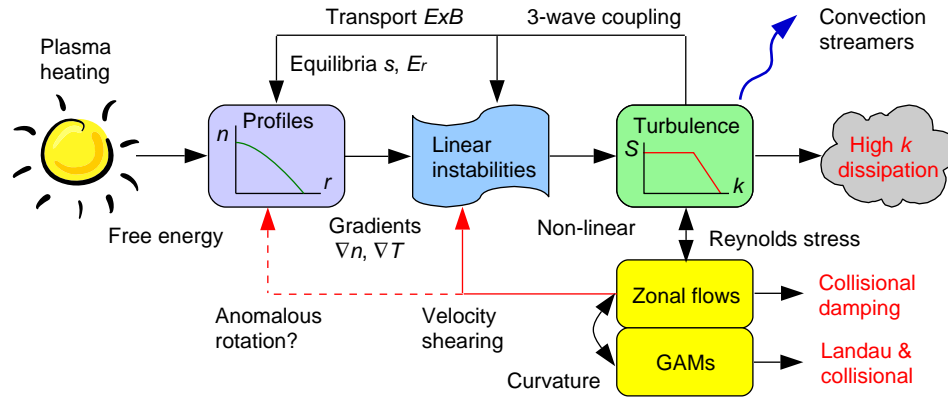 Transport ExB
3-wave coupling
Convection
streamers
Plasma
heating
Equilibria s, Er
Profiles
n
r
Linear
instabilities
Turbulence
S
k
High k
dissipation
Free energy
Gradients
∇n, ∇T
Non-linear
Reynolds stress
Anomalous
rotation?
Velocity
shearing
Zonal flows
Collisional
damping
Curvature
GAMs
Landau &
collisional